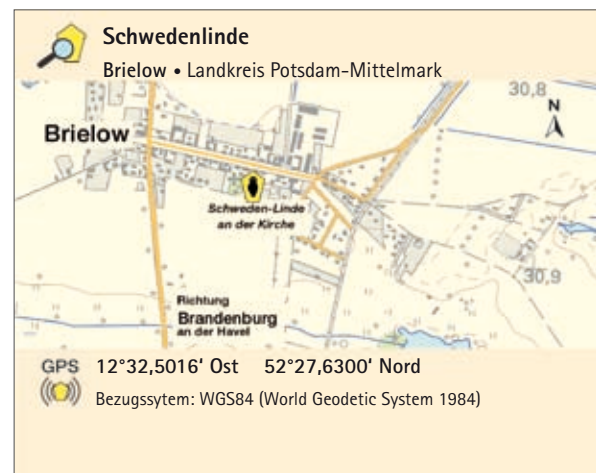 Schwedenlinde
Brielow • Landkreis Potsdam-Mittelmark
30,8
N
Brielow
Schweden-Linde
an der Kirche
30,9
Richtung
Brandenburg
an der Havel
GPS 12°32,5016' Ost 52°27,6300' Nord
Bezugssytem: WGS84 (World Geodetic System 1984)